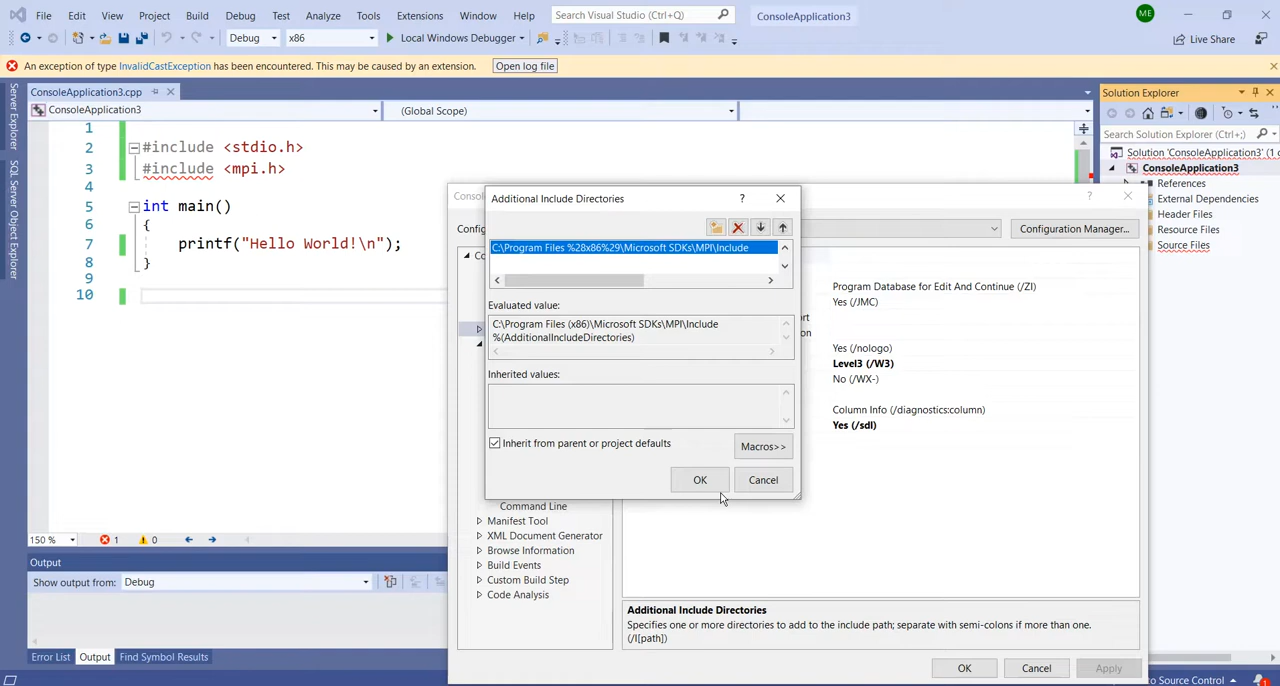 File Edit View Git Project Build Debug Test Analyze Tools Extensions Window Help Search Visual Studio (Ctrl+Q) ConsoleApplication3 ME
Debug x86 Local Windows Debugger Live Share
An exception of type InvalidCastException has been encountered. This may be caused by an extension. Open log file
Server Explorer
SQL Server Object Explorer
ConsoleApplication3.cpp
ConsoleApplication3 (Global Scope)
1
2 #include <stdio.h>
3 #include <mpi.h>
4
5 int main()
6 {
7 printf("Hello World!\n");
8 }
9
10
150 % 1 0
Output
Show output from: Debug
Error List Output Find Symbol Results
Solution Explorer
Search Solution Explorer (Ctrl+;)
Solution 'ConsoleApplication3' (1
ConsoleApplication3
References
External Dependencies
Header Files
Resource Files
Source Files
Configuration Manager...
Program Database for Edit And Continue (/ZI)
Yes (/JMC)
Yes (/nologo)
Level3 (/W3)
No (/WX-)
Column Info (/diagnostics:column)
Yes (/sdl)
Additional Include Directories
C:\Program Files %28x86%29\Microsoft SDKs\MPI\Include
Evaluated value:
C:\Program Files (x86)\Microsoft SDKs\MPI\Include
%(AdditionalIncludeDirectories)
Inherited values:
Inherit from parent or project defaults
Macros>>
OK Cancel
Command Line
Manifest Tool
XML Document Generator
Browse Information
Build Events
Custom Build Step
Code Analysis
Additional Include Directories
Specifies one or more directories to add to the include path; separate with semi-colons if more than one.
(/I[path])
OK Cancel Apply
to Source Control 1